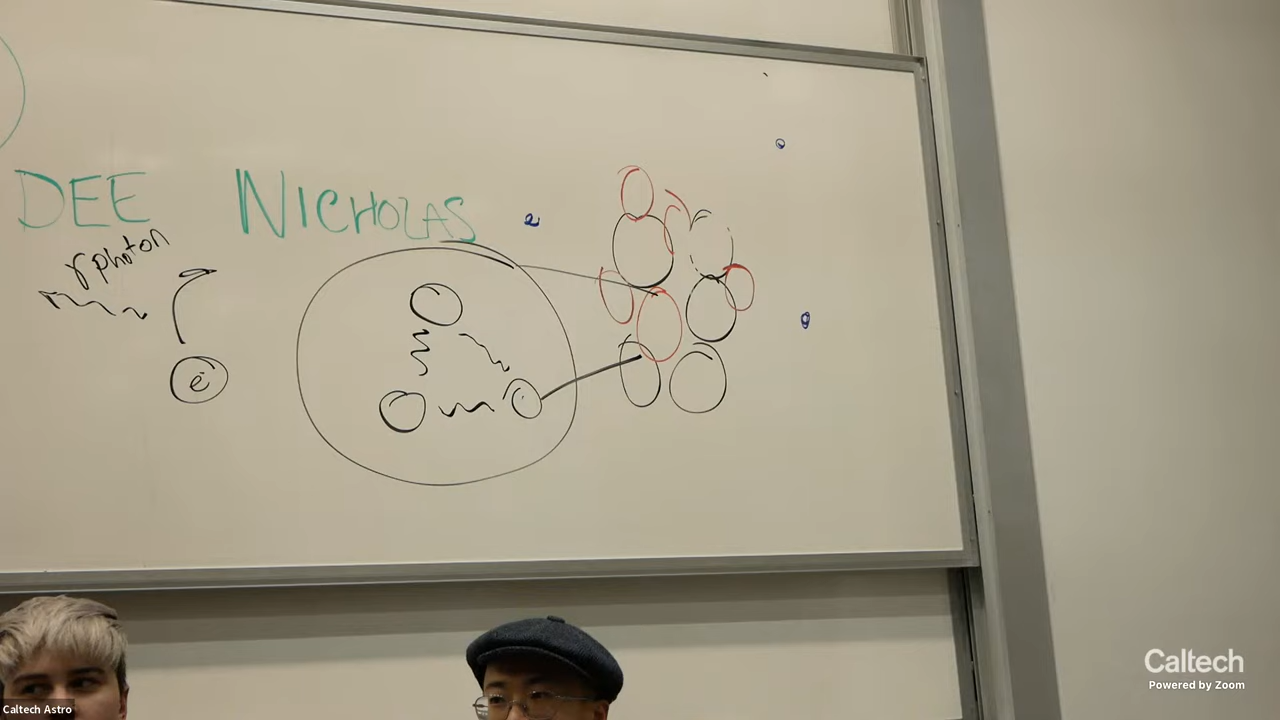 DEE NICHOLAS
γ photon
e
e⁻
Caltech
Powered by Zoom
Caltech Astro